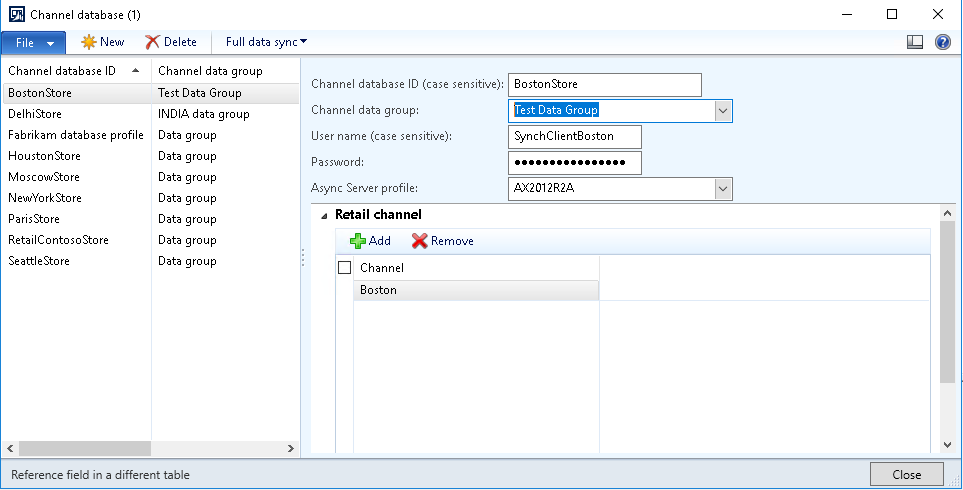 Channel database (1)
File New Delete Full data sync
Channel database ID Channel data group
BostonStore Test Data Group
DelhiStore INDIA data group
Fabrikam database profile Data group
HoustonStore Data group
MoscowStore Data group
NewYorkStore Data group
ParisStore Data group
RetailContosoStore Data group
SeattleStore Data group
Channel database ID (case sensitive): BostonStore
Channel data group: Test Data Group
User name (case sensitive): SynchClientBoston
Password: ●●●●●●●●●●●●●●●●
Async Server profile: AX2012R2A
Retail channel
Add Remove
Channel
Boston
Reference field in a different table
Close